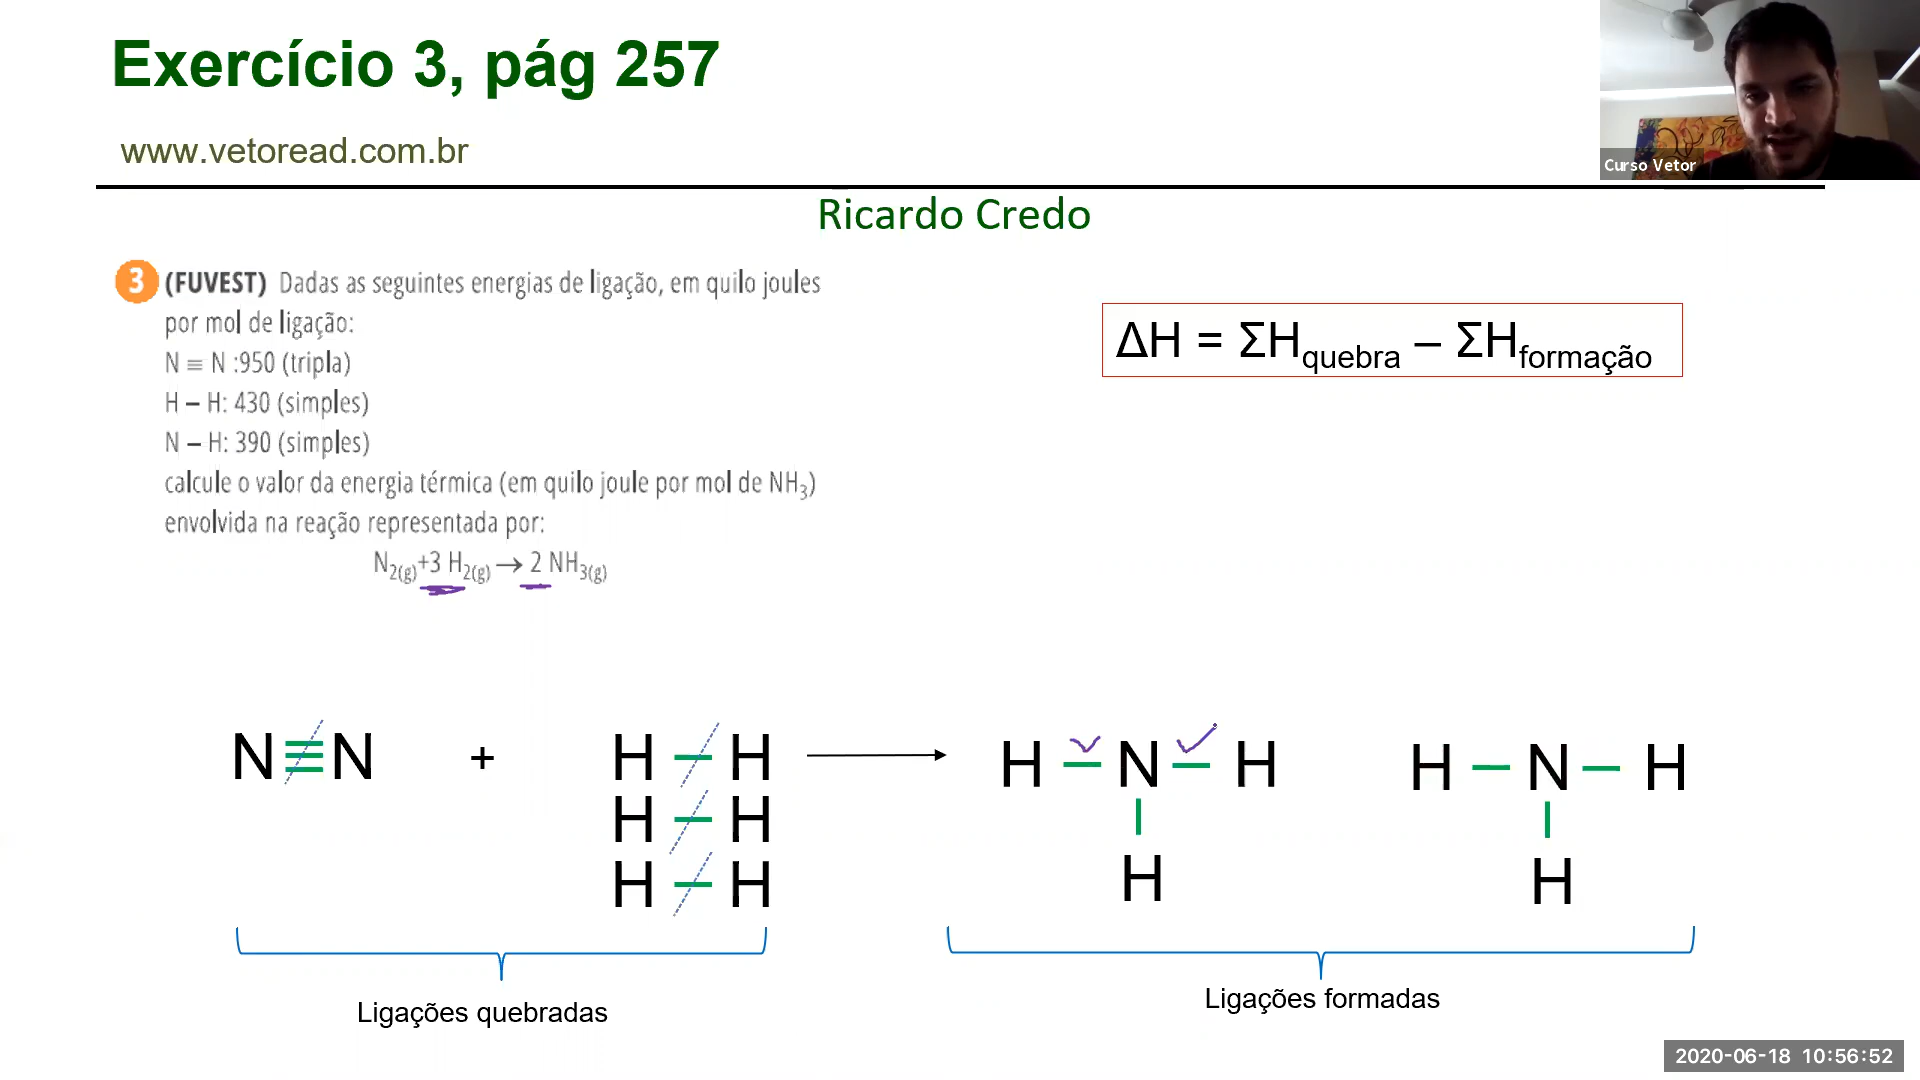 Exercício 3, pág 257
www.vetoread.com.br
Curso Vetor
Ricardo Credo
3 (FUVEST) Dadas as seguintes energias de ligação, em quilo joules
por mol de ligação:
N ≡ N :950 (tripla)
H – H: 430 (simples)
N – H: 390 (simples)
calcule o valor da energia térmica (em quilo joule por mol de NH₃)
envolvida na reação representada por:
N₂(g)+3 H₂(g) → 2 NH₃(g)
ΔH = ΣHquebra – ΣHformação
N≡N + H – H → H – N – H H – N – H
H – H
H – H
H H
Ligações quebradas
Ligações formadas
2020-06-18 10:56:52